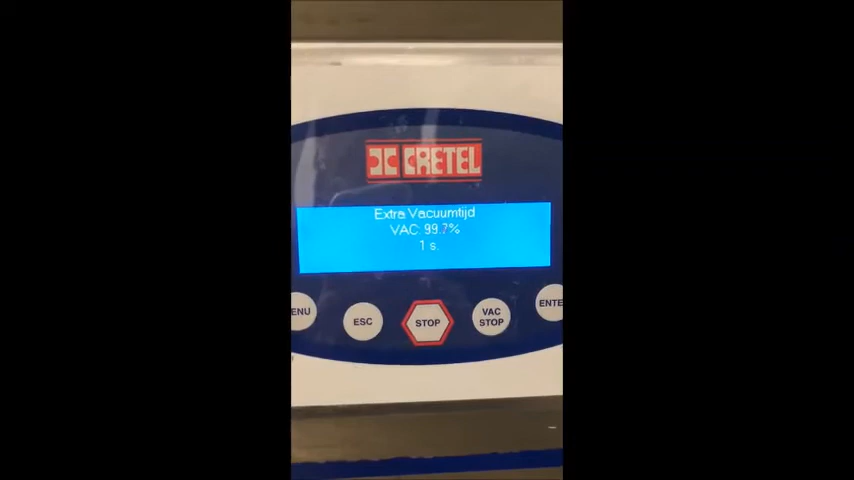 CRETEL
Extra Vacuumtijd
VAC: 99.7%
1 s.
ENU
ESC
STOP
VAC
STOP
ENTE